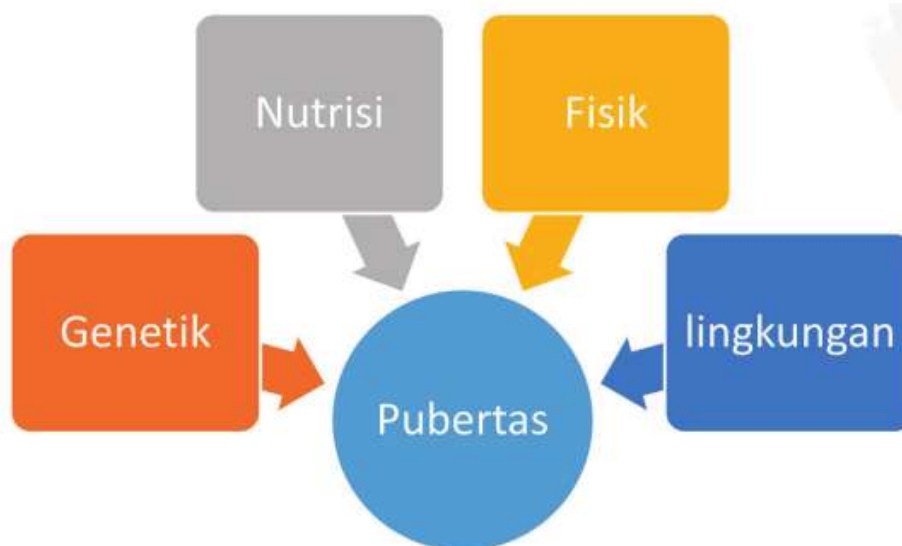 Nutrisi
Fisik
Genetik
lingkungan
Pubertas